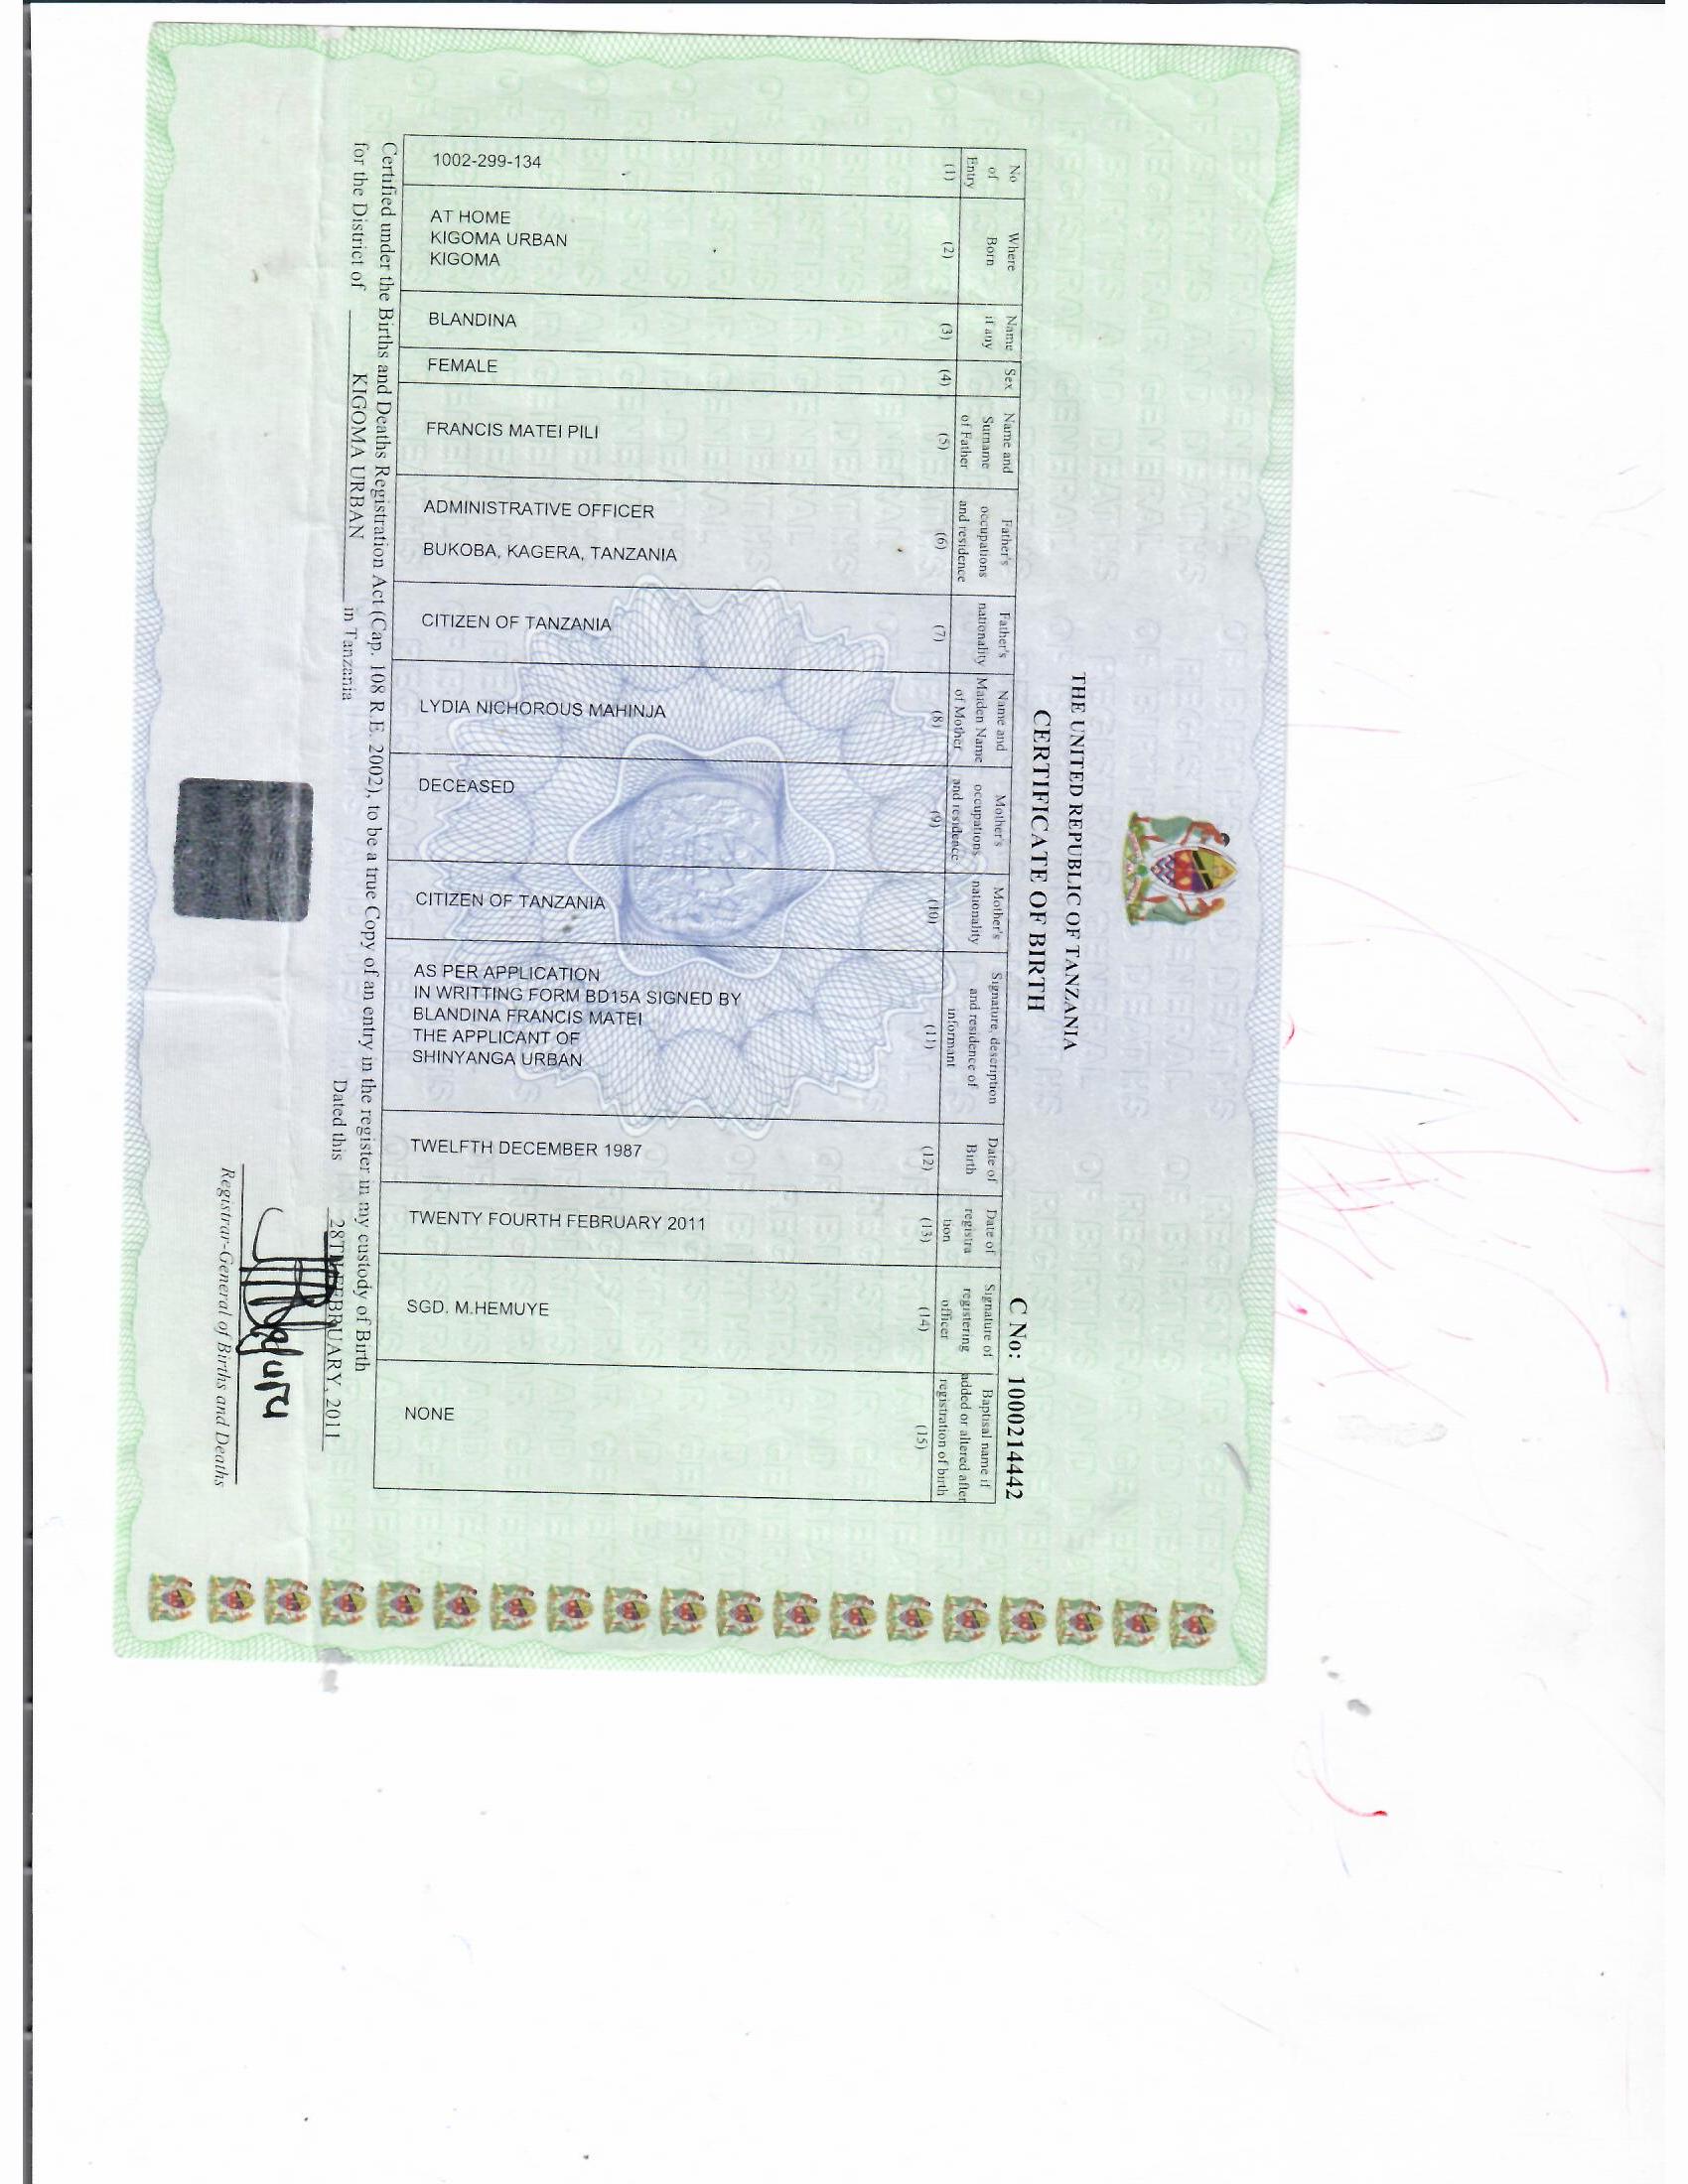 THE UNITED REPUBLIC OF TANZANIA
CERTIFICATE OF BIRTH
C No: 1000214442
No of Entry
(1)
1002-299-134
Where Born
(2)
AT HOME
KIGOMA URBAN
KIGOMA
Name if any
(3)
BLANDINA
Sex
(4)
FEMALE
Name and Surname of Father
(5)
FRANCIS MATEI PILI
Father's occupations and residence
(6)
ADMINISTRATIVE OFFICER
BUKOBA, KAGERA, TANZANIA
Father's nationality
(7)
CITIZEN OF TANZANIA
Name and Maiden Name of Mother
(8)
LYDIA NICHOROUS MAHINJA
Mother's occupations and residence
(9)
DECEASED
Mother's nationality
(10)
CITIZEN OF TANZANIA
Signature, description and residence of informant
(11)
AS PER APPLICATION
IN WRITTING FORM BD15A SIGNED BY
BLANDINA FRANCIS MATEI
THE APPLICANT OF
SHINYANGA URBAN
Date of Birth
(12)
TWELFTH DECEMBER 1987
Date of registra tion
(13)
TWENTY FOURTH FEBRUARY 2011
Signature of registering officer
(14)
SGD. M.HEMUYE
Baptisal name if added or altered after registration of birth
(15)
NONE
Certified under the Births and Deaths Registration Act (Cap. 108 R.E. 2002), to be a true Copy of an entry in the register in my custody of Birth
for the District of KIGOMA URBAN in Tanzania
Dated this 28TH FEBRUARY, 2011
Registrar-General of Births and Deaths